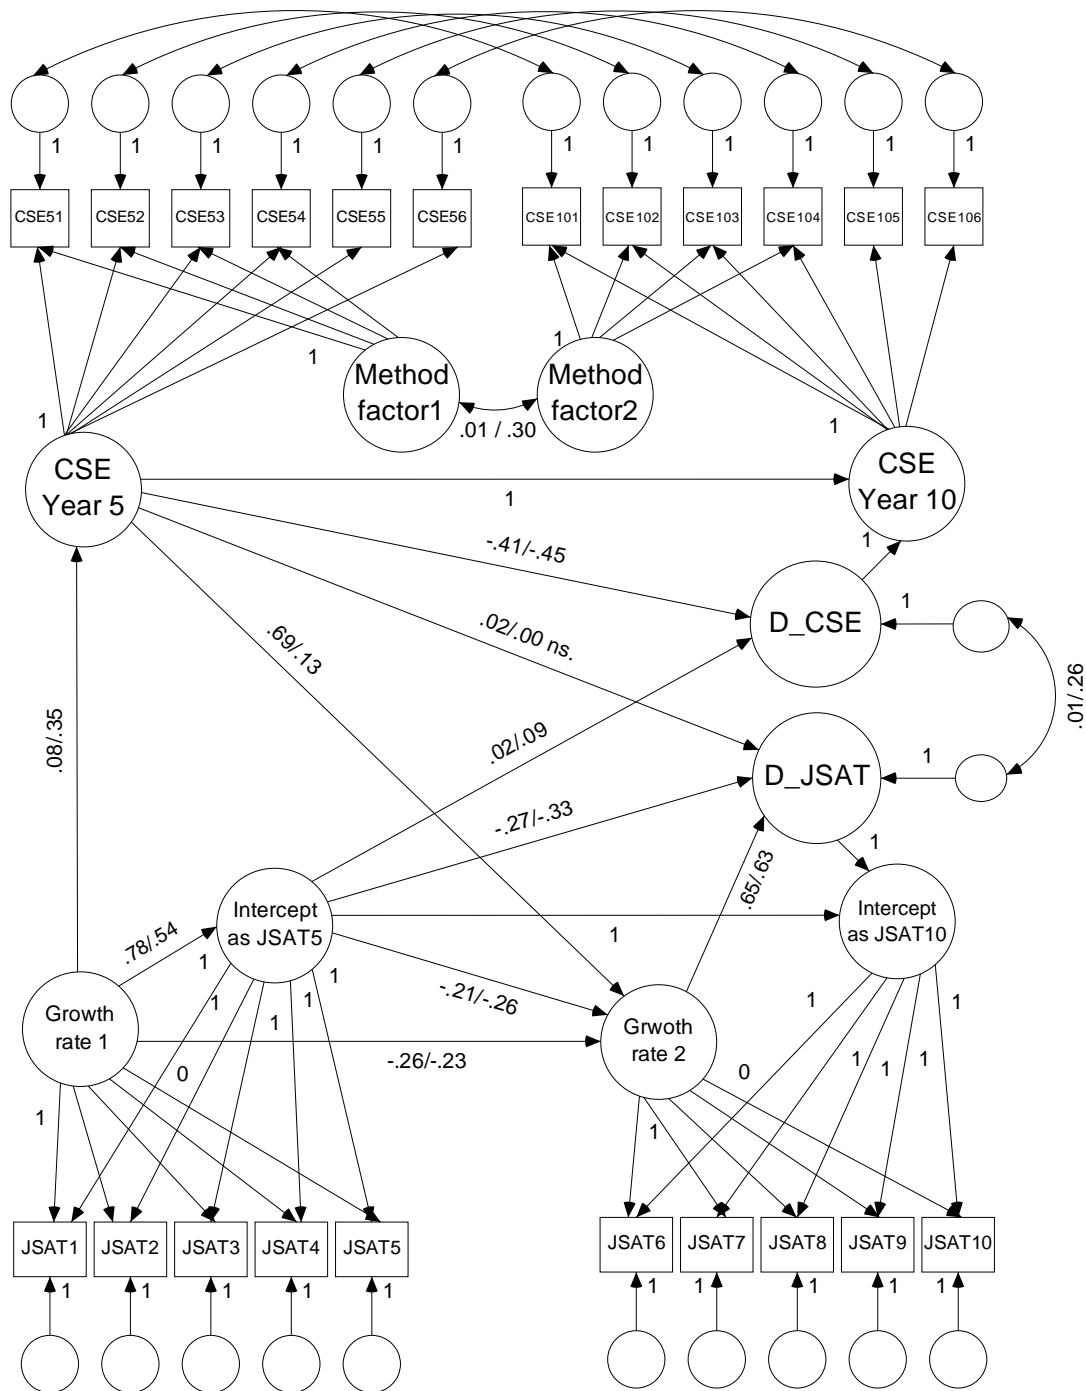 1 1 1 1 1 1 1 1 1 1 1 1
CSE51 CSE52 CSE53 CSE54 CSE55 CSE56 CSE101 CSE102 CSE103 CSE104 CSE105 CSE106
1
1
Method
factor1
Method
factor2
.01 / .30
1
1
CSE
Year 5
CSE
Year 10
1
1
-.41/-.45
D_CSE
1
.02/.00 ns.
.69/.13
.01/.26
.08/.35
.02/.09
D_JSAT
1
-.27/-.33
1
.65/.63
Intercept
as JSAT5
Intercept
as JSAT10
.78/.54
1
1
1
-.21/-.26
Growth
rate 1
1
1
1
1
1
Grwoth
rate 2
-.26/-.23
0
0
1
1
1
1
1
JSAT1 JSAT2 JSAT3 JSAT4 JSAT5
JSAT6 JSAT7 JSAT8 JSAT9 JSAT10
1 1 1 1 1 1 1 1 1 1